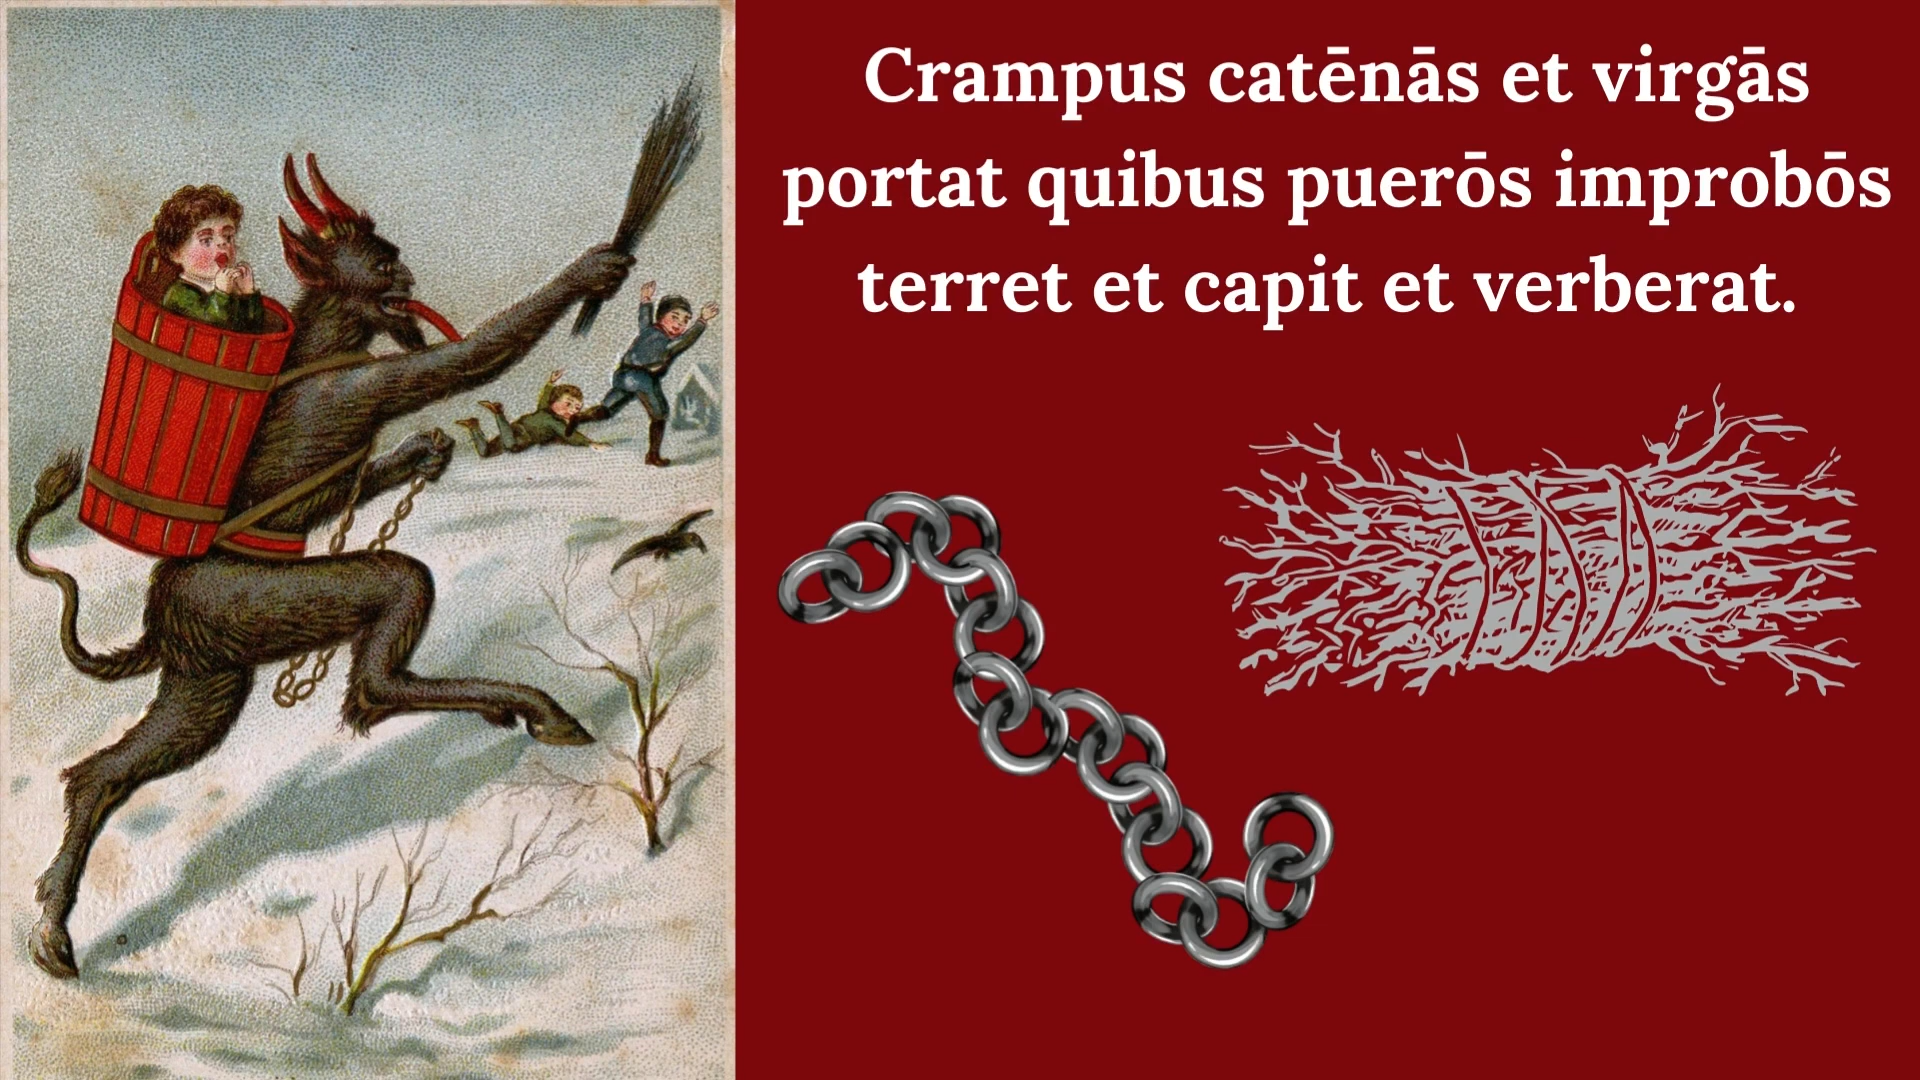 Crampus catēnās et virgās
portat quibus puerōs improbōs
terret et capit et verberat.